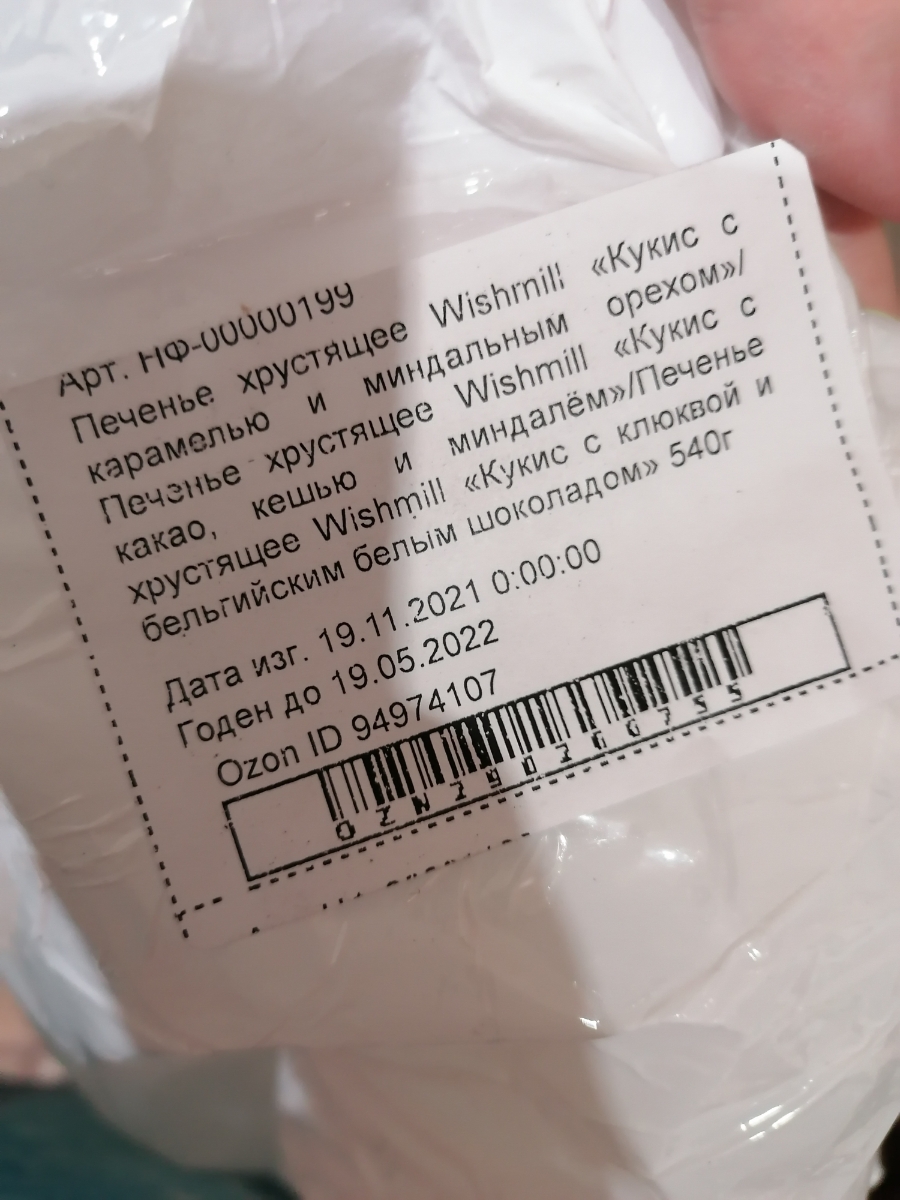 Арт. НФ-00000199
Печенье хрустящее Wishmill «Кукис с
карамелью и миндальным орехом»/
Печенье хрустящее Wishmill «Кукис с
какао, кешью и миндалём»/Печенье
хрустящее Wishmill «Кукис с клюквой и
бельгийским белым шоколадом» 540г
Дата изг. 19.11.2021 0:00:00
Годен до 19.05.2022
Ozon ID 94974107